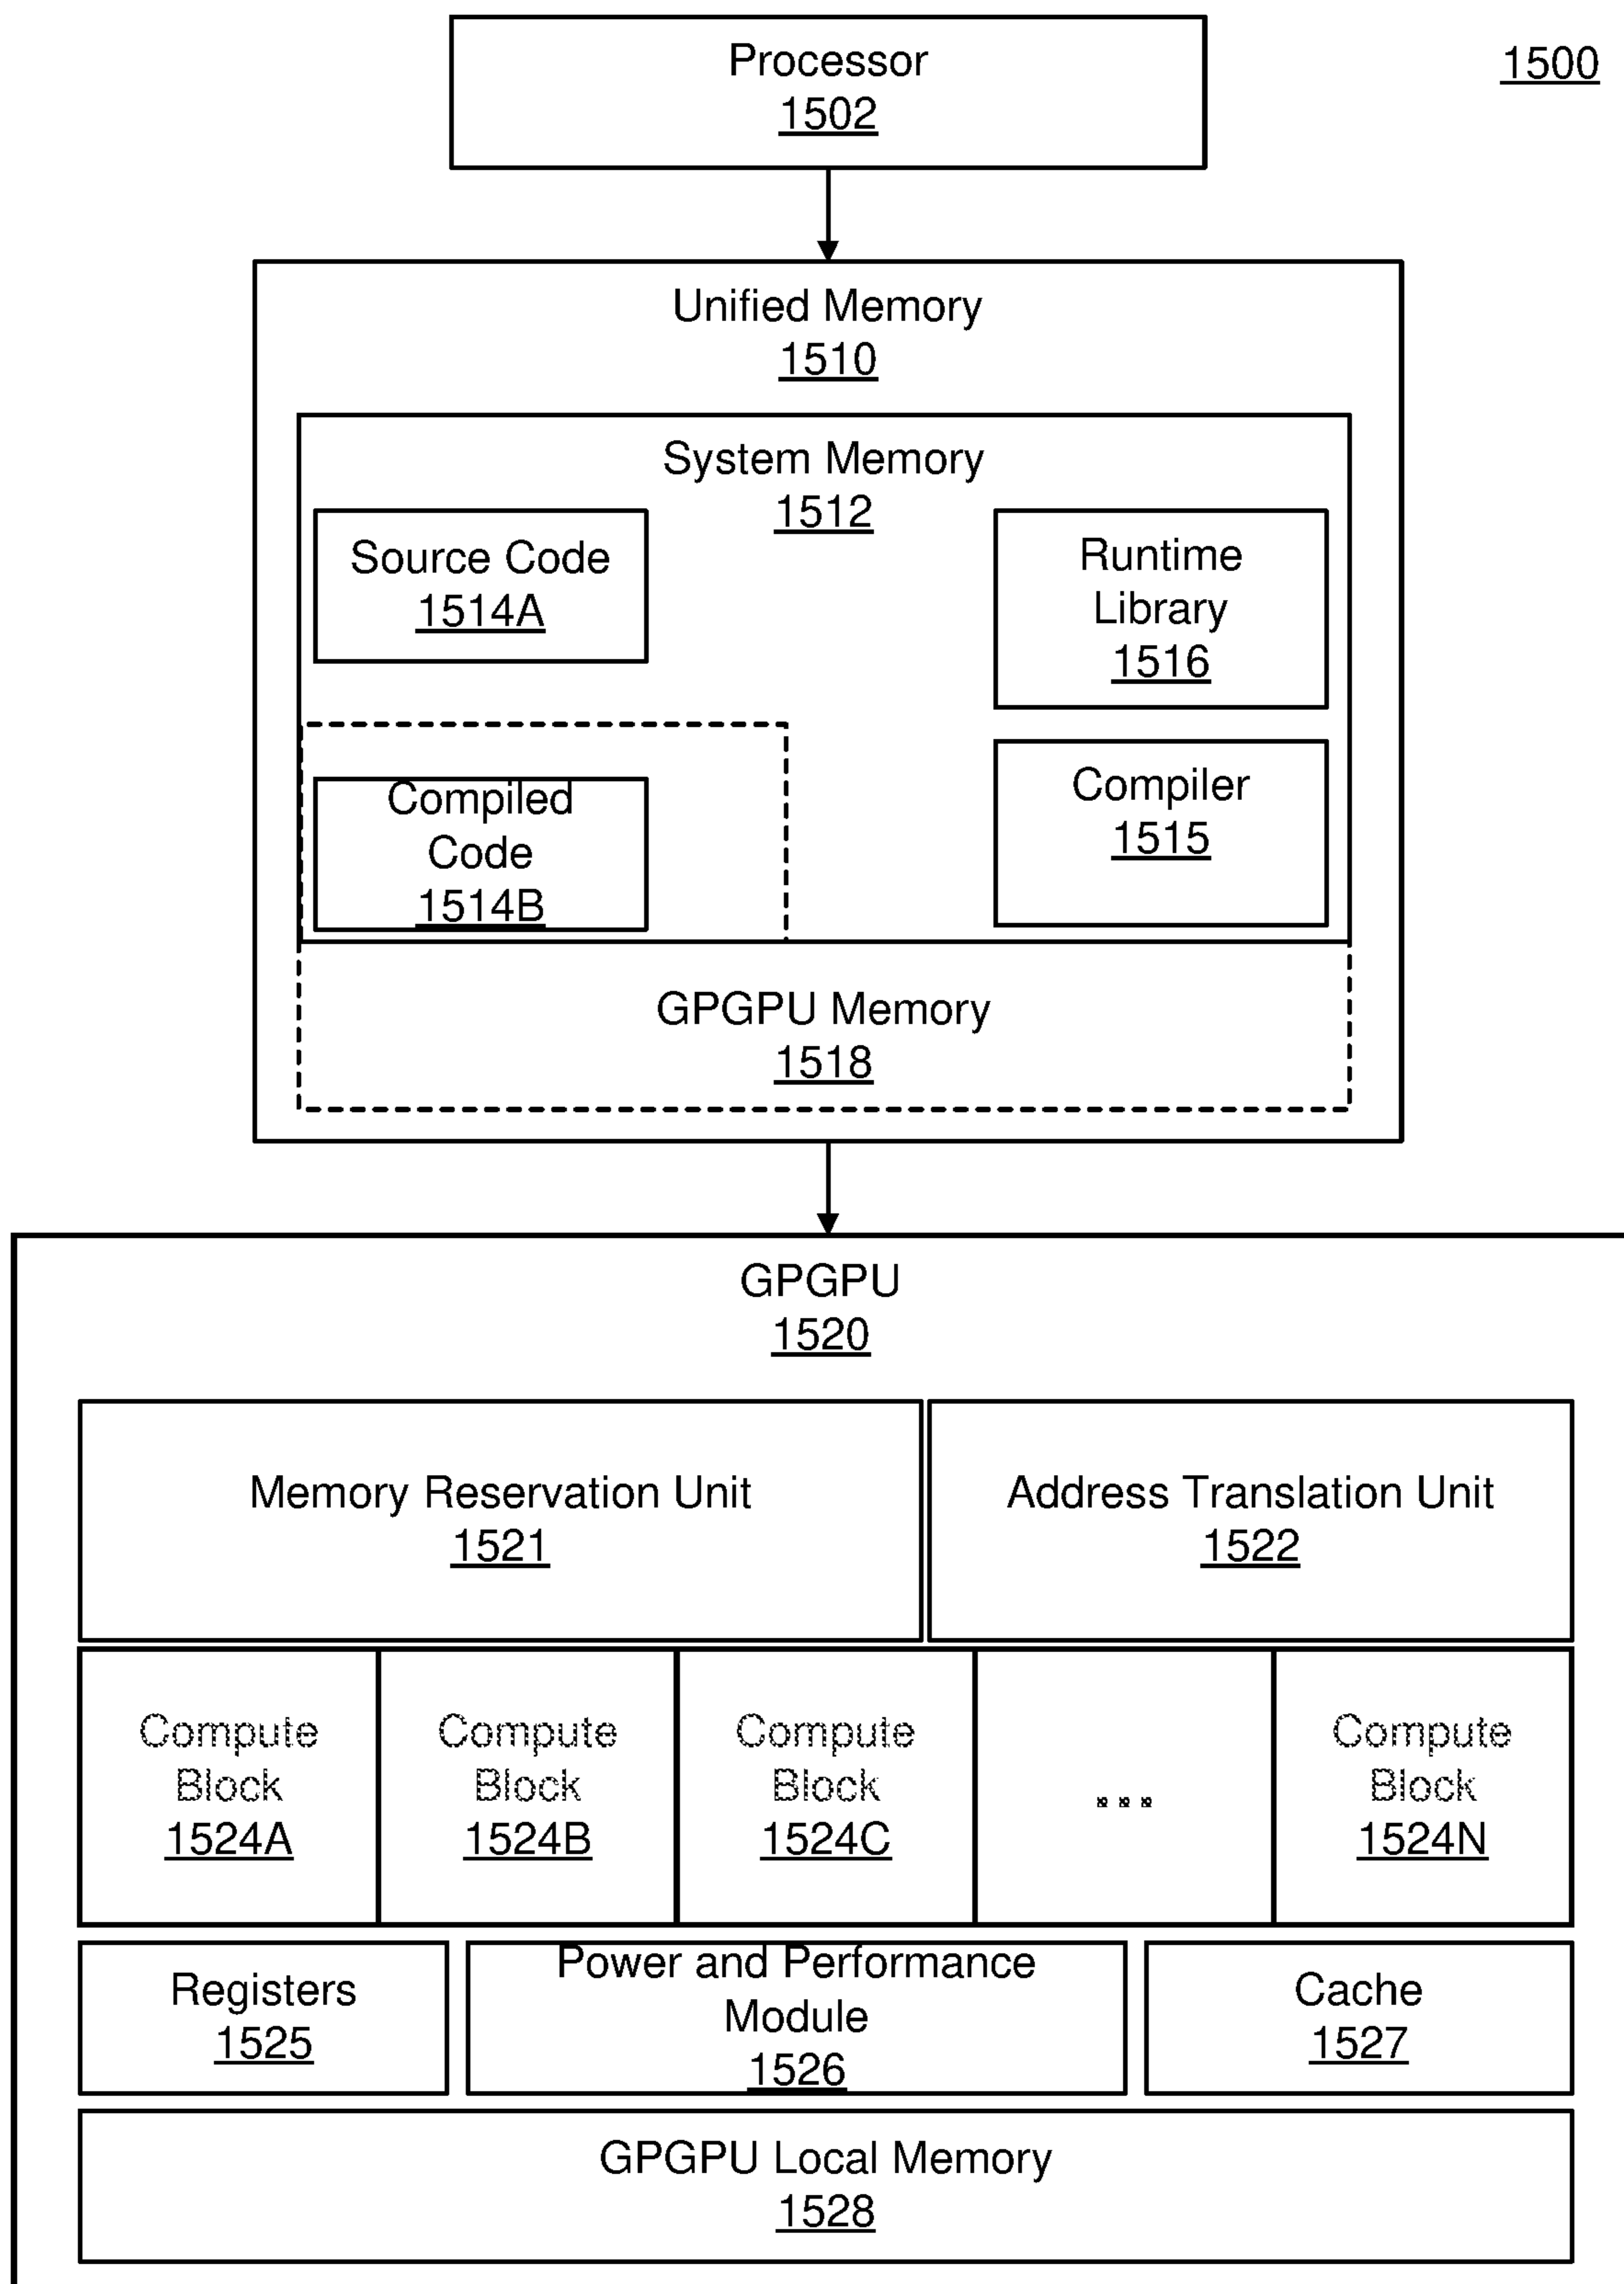 Processor
1502
1500
Unified Memory
1510
System Memory
1512
Source Code
1514A
Runtime
Library
1516
Compiled
Code
1514B
Compiler
1515
GPGPU Memory
1518
GPGPU
1520
Memory Reservation Unit
1521
Address Translation Unit
1522
Compute
Block
1524A
Compute
Block
1524B
Compute
Block
1524C
...
Compute
Block
1524N
Registers
1525
Power and Performance
Module
1526
Cache
1527
GPGPU Local Memory
1528